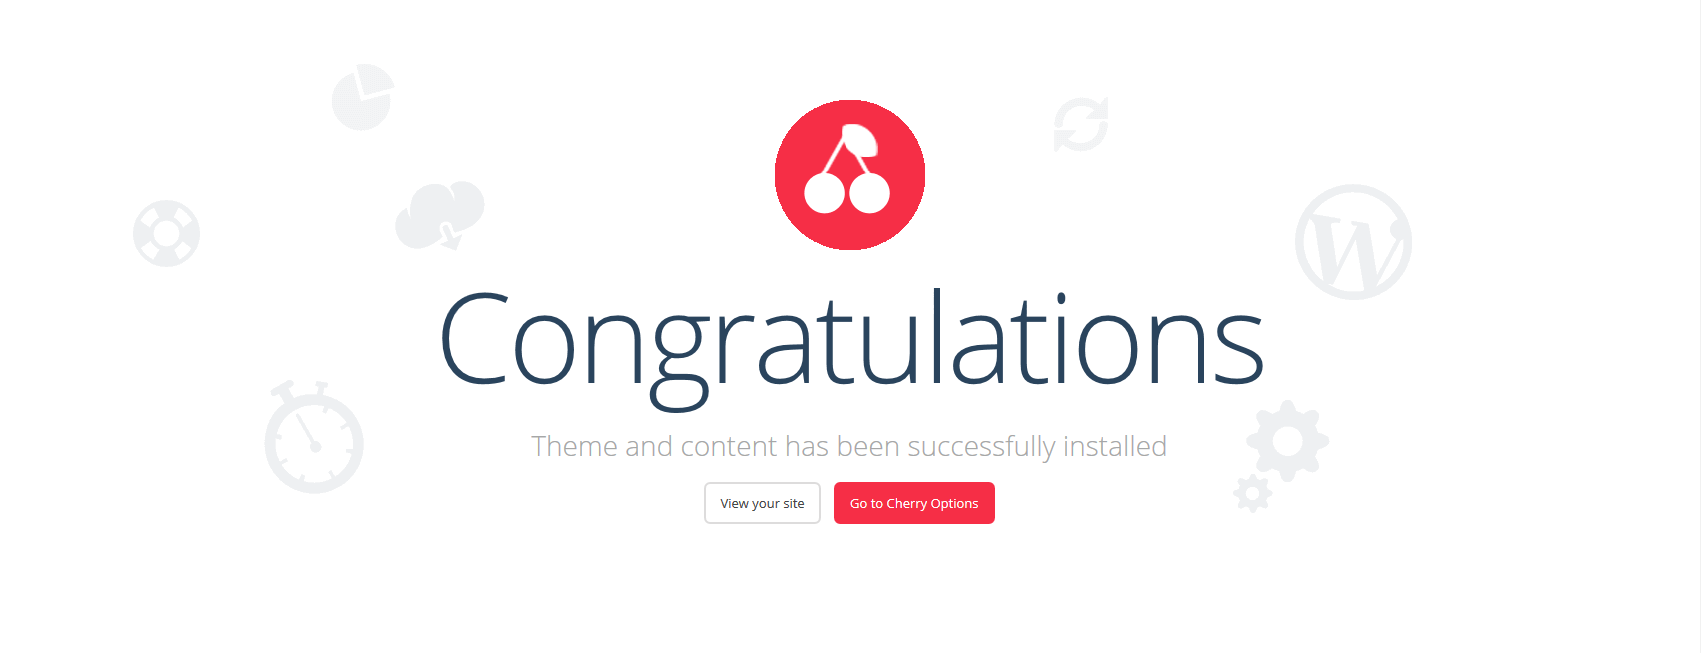 Congratulations
Theme and content has been successfully installed
View your site
Go to Cherry Options